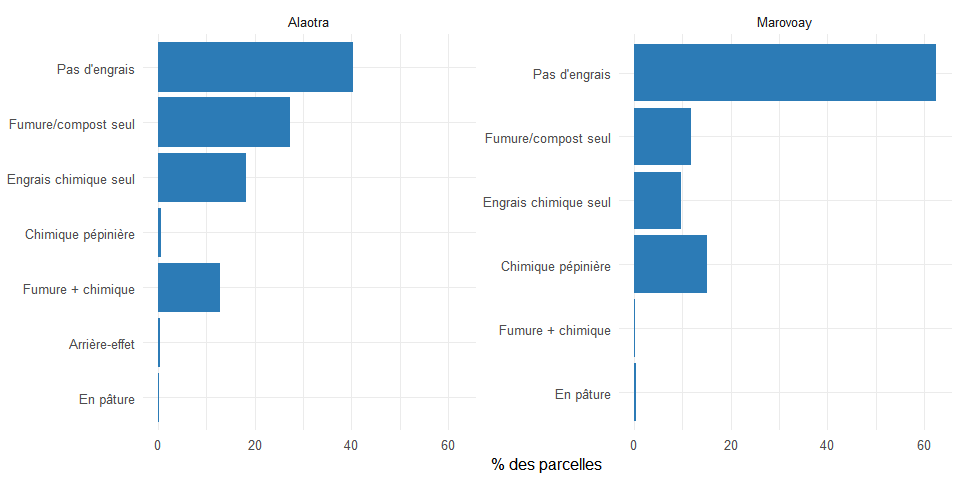 Alaotra
Pas d'engrais
Fumure/compost seul
Engrais chimique seul
Chimique pépinière
Fumure + chimique
Arrière-effet
En pâture
0 20 40 60
Marovoay
Pas d'engrais
Fumure/compost seul
Engrais chimique seul
Chimique pépinière
Fumure + chimique
En pâture
0 20 40 60
% des parcelles